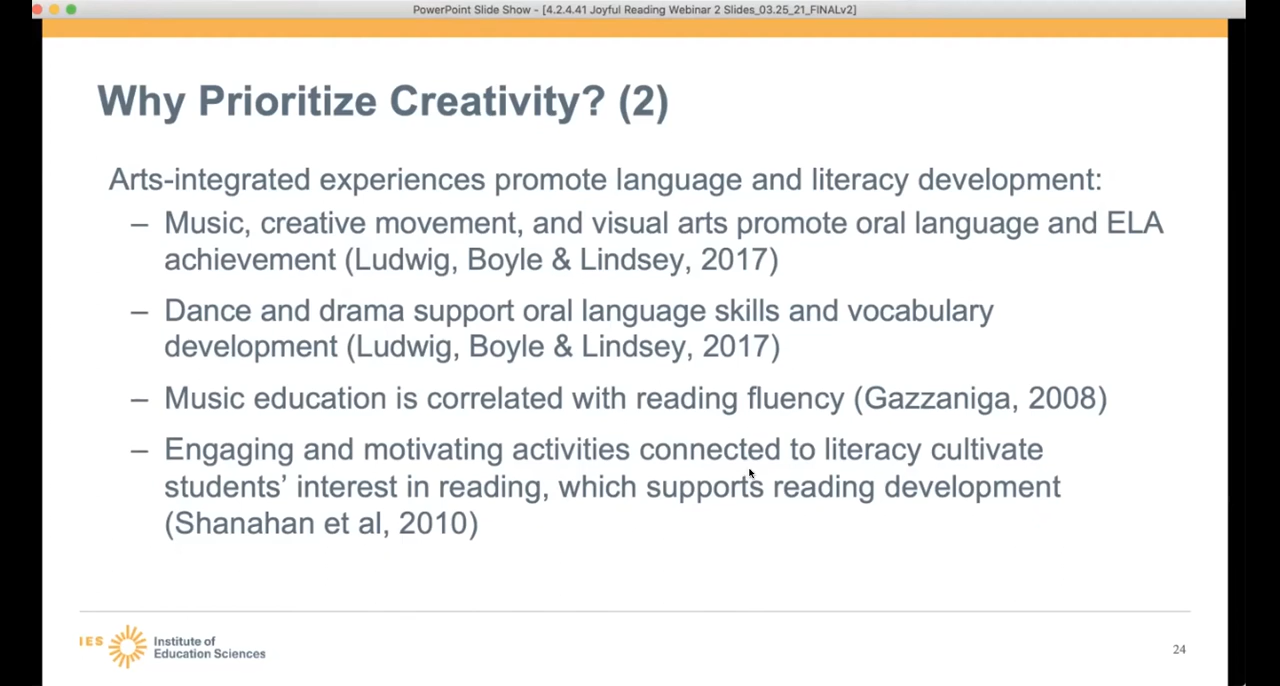 PowerPoint Slide Show - [4.2.4.41 Joyful Reading Webinar 2 Slides_03.25_21_FINALv2]
Why Prioritize Creativity? (2)
Arts-integrated experiences promote language and literacy development:
– Music, creative movement, and visual arts promote oral language and ELA
achievement (Ludwig, Boyle & Lindsey, 2017)
– Dance and drama support oral language skills and vocabulary
development (Ludwig, Boyle & Lindsey, 2017)
– Music education is correlated with reading fluency (Gazzaniga, 2008)
– Engaging and motivating activities connected to literacy cultivate
students’ interest in reading, which supports reading development
(Shanahan et al, 2010)
IES Institute of
Education Sciences
24